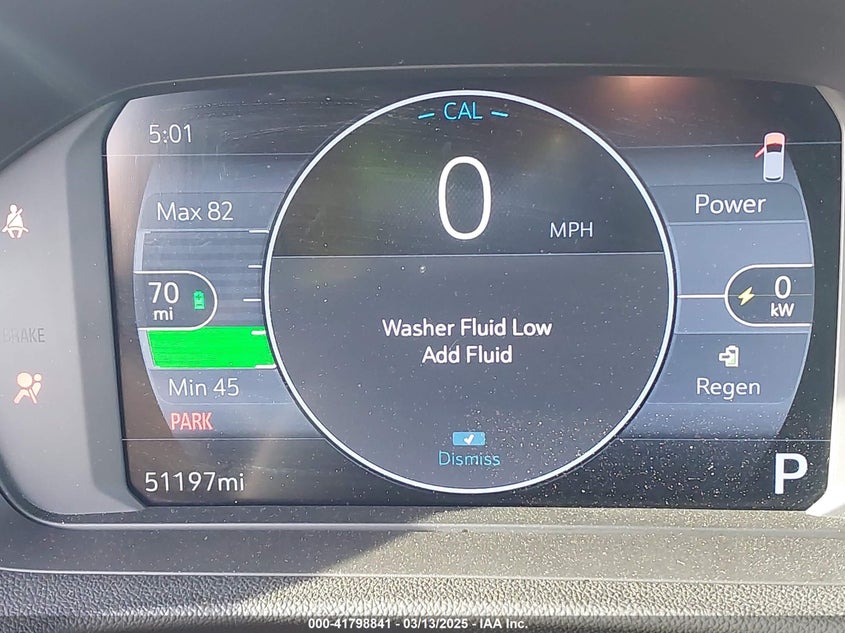 CAL
5:01
0
MPH
Max 82
Power
70
mi
0
kW
Washer Fluid Low
Add Fluid
BRAKE
Min 45
Regen
PARK
Dismiss
51197mi
P
000-41798841 - 03/13/2025 - IAA Inc.